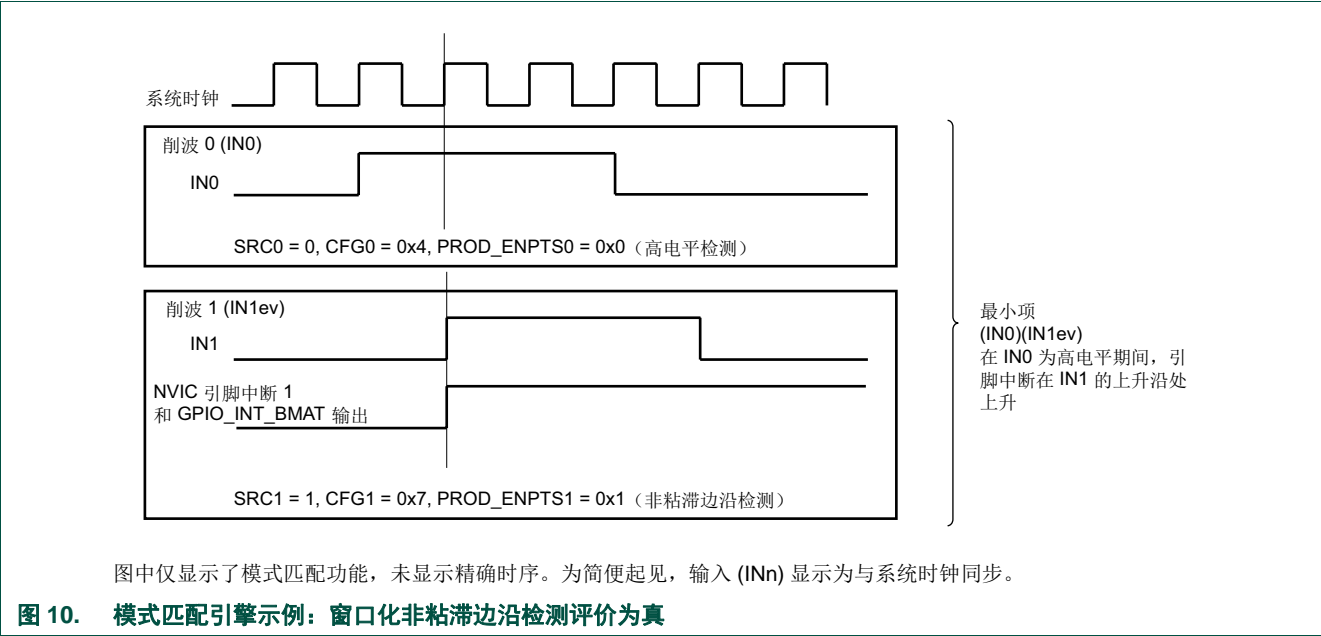 系统时钟
削波 0 (IN0)
IN0
SRC0 = 0, CFG0 = 0x4, PROD_ENPTS0 = 0x0（高电平检测）
削波 1 (IN1ev)
IN1
NVIC 引脚中断 1
和 GPIO_INT_BMAT 输出
SRC1 = 1, CFG1 = 0x7, PROD_ENPTS1 = 0x1（非粘滞边沿检测）
最小项
(IN0)(IN1ev)
在 IN0 为高电平期间，引
脚中断在 IN1 的上升沿处
上升
图中仅显示了模式匹配功能，未显示精确时序。为简便起见，输入 (INn) 显示为与系统时钟同步。
图 10. 模式匹配引擎示例：窗口化非粘滞边沿检测评价为真